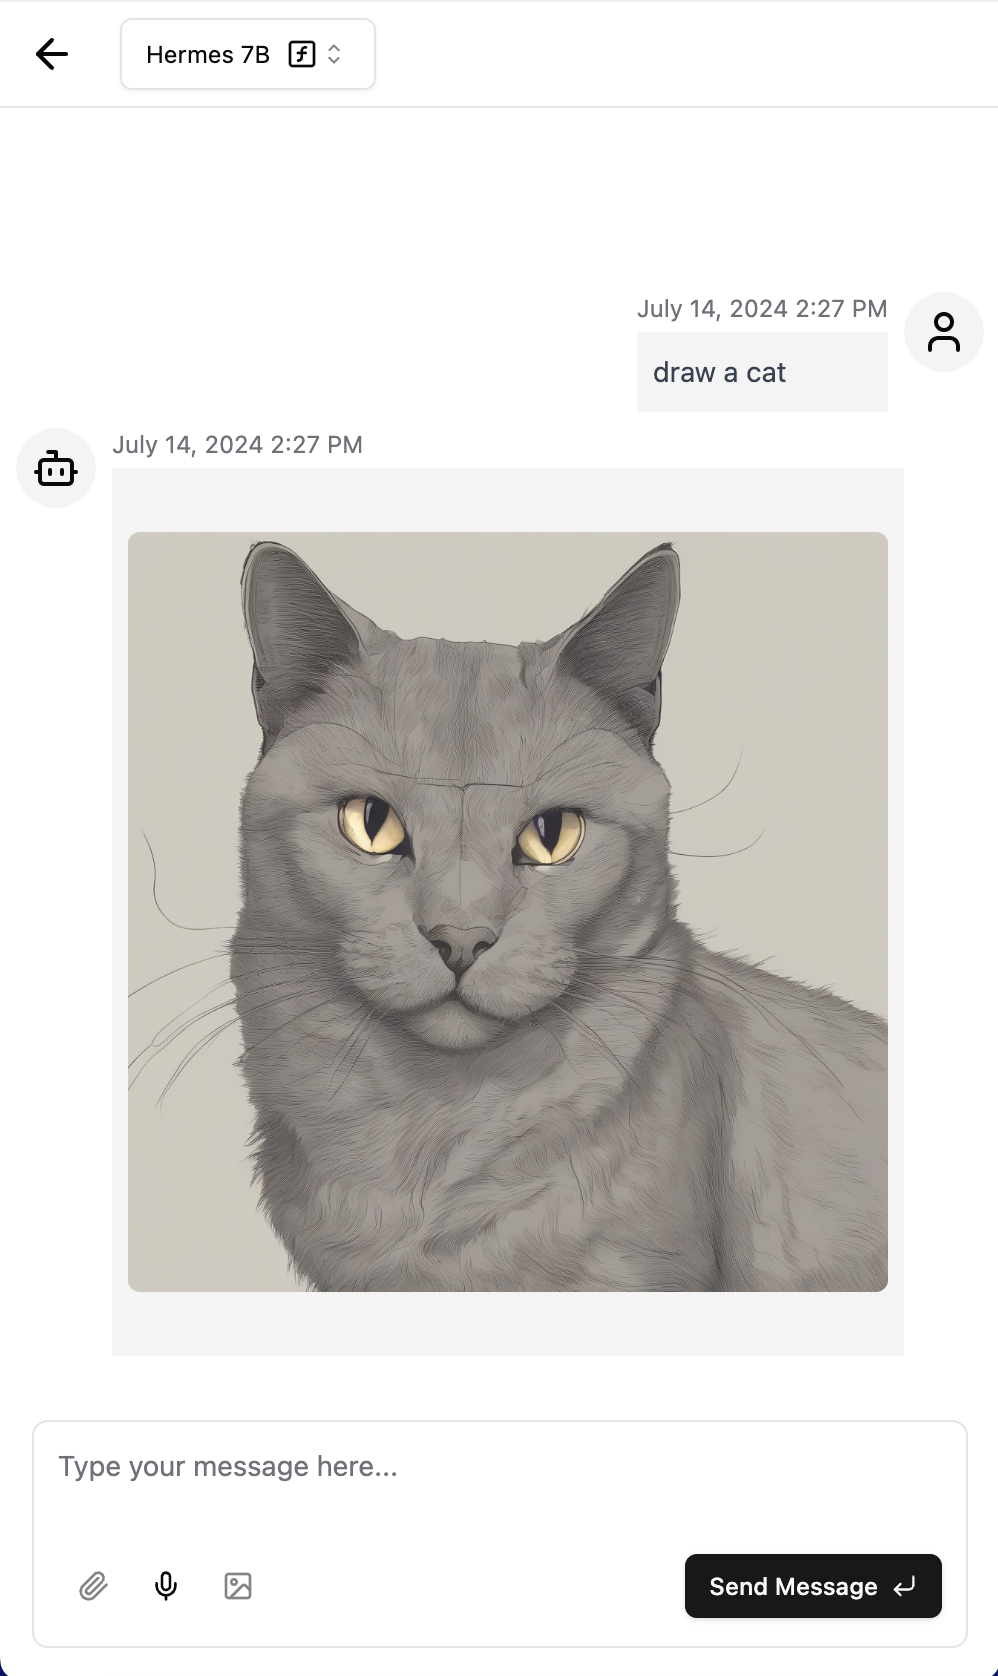 Hermes 7B
July 14, 2024 2:27 PM
draw a cat
July 14, 2024 2:27 PM
Type your message here...
Send Message